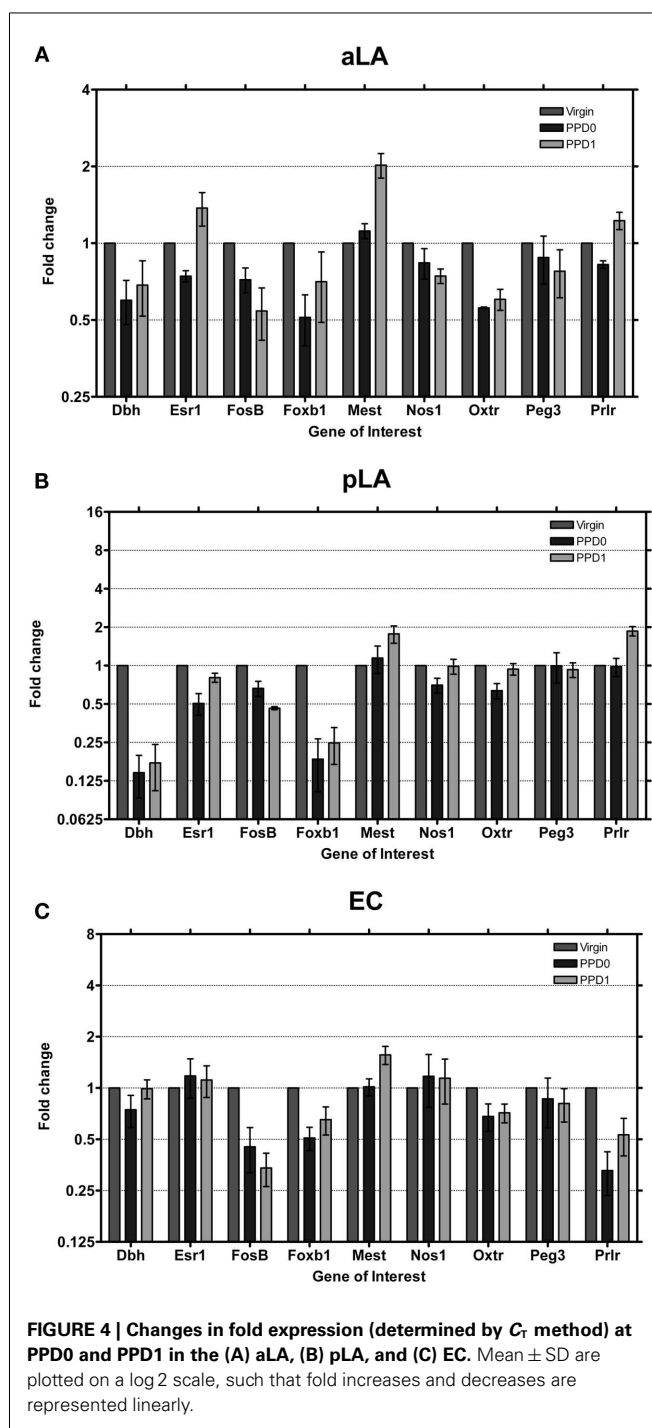 A
aLA
4
2
1
0.5
0.25
Fold change
Virgin
PPD0
PPD1
Dbh Esr1 FosB Foxb1 Mest Nos1 Oxtr Peg3 Prlr
Gene of Interest
B
pLA
16
8
4
2
1
0.5
0.25
0.125
0.0625
Fold change
Virgin
PPD0
PPD1
Dbh Esr1 FosB Foxb1 Mest Nos1 Oxtr Peg3 Prlr
Gene of Interest
C
EC
8
4
2
1
0.5
0.25
0.125
Fold change
Virgin
PPD0
PPD1
Dbh Esr1 FosB Foxb1 Mest Nos1 Oxtr Peg3 Prlr
Gene of Interest
FIGURE 4 | Changes in fold expression (determined by CT method) at
PPD0 and PPD1 in the (A) aLA, (B) pLA, and (C) EC. Mean ± SD are
plotted on a log 2 scale, such that fold increases and decreases are
represented linearly.